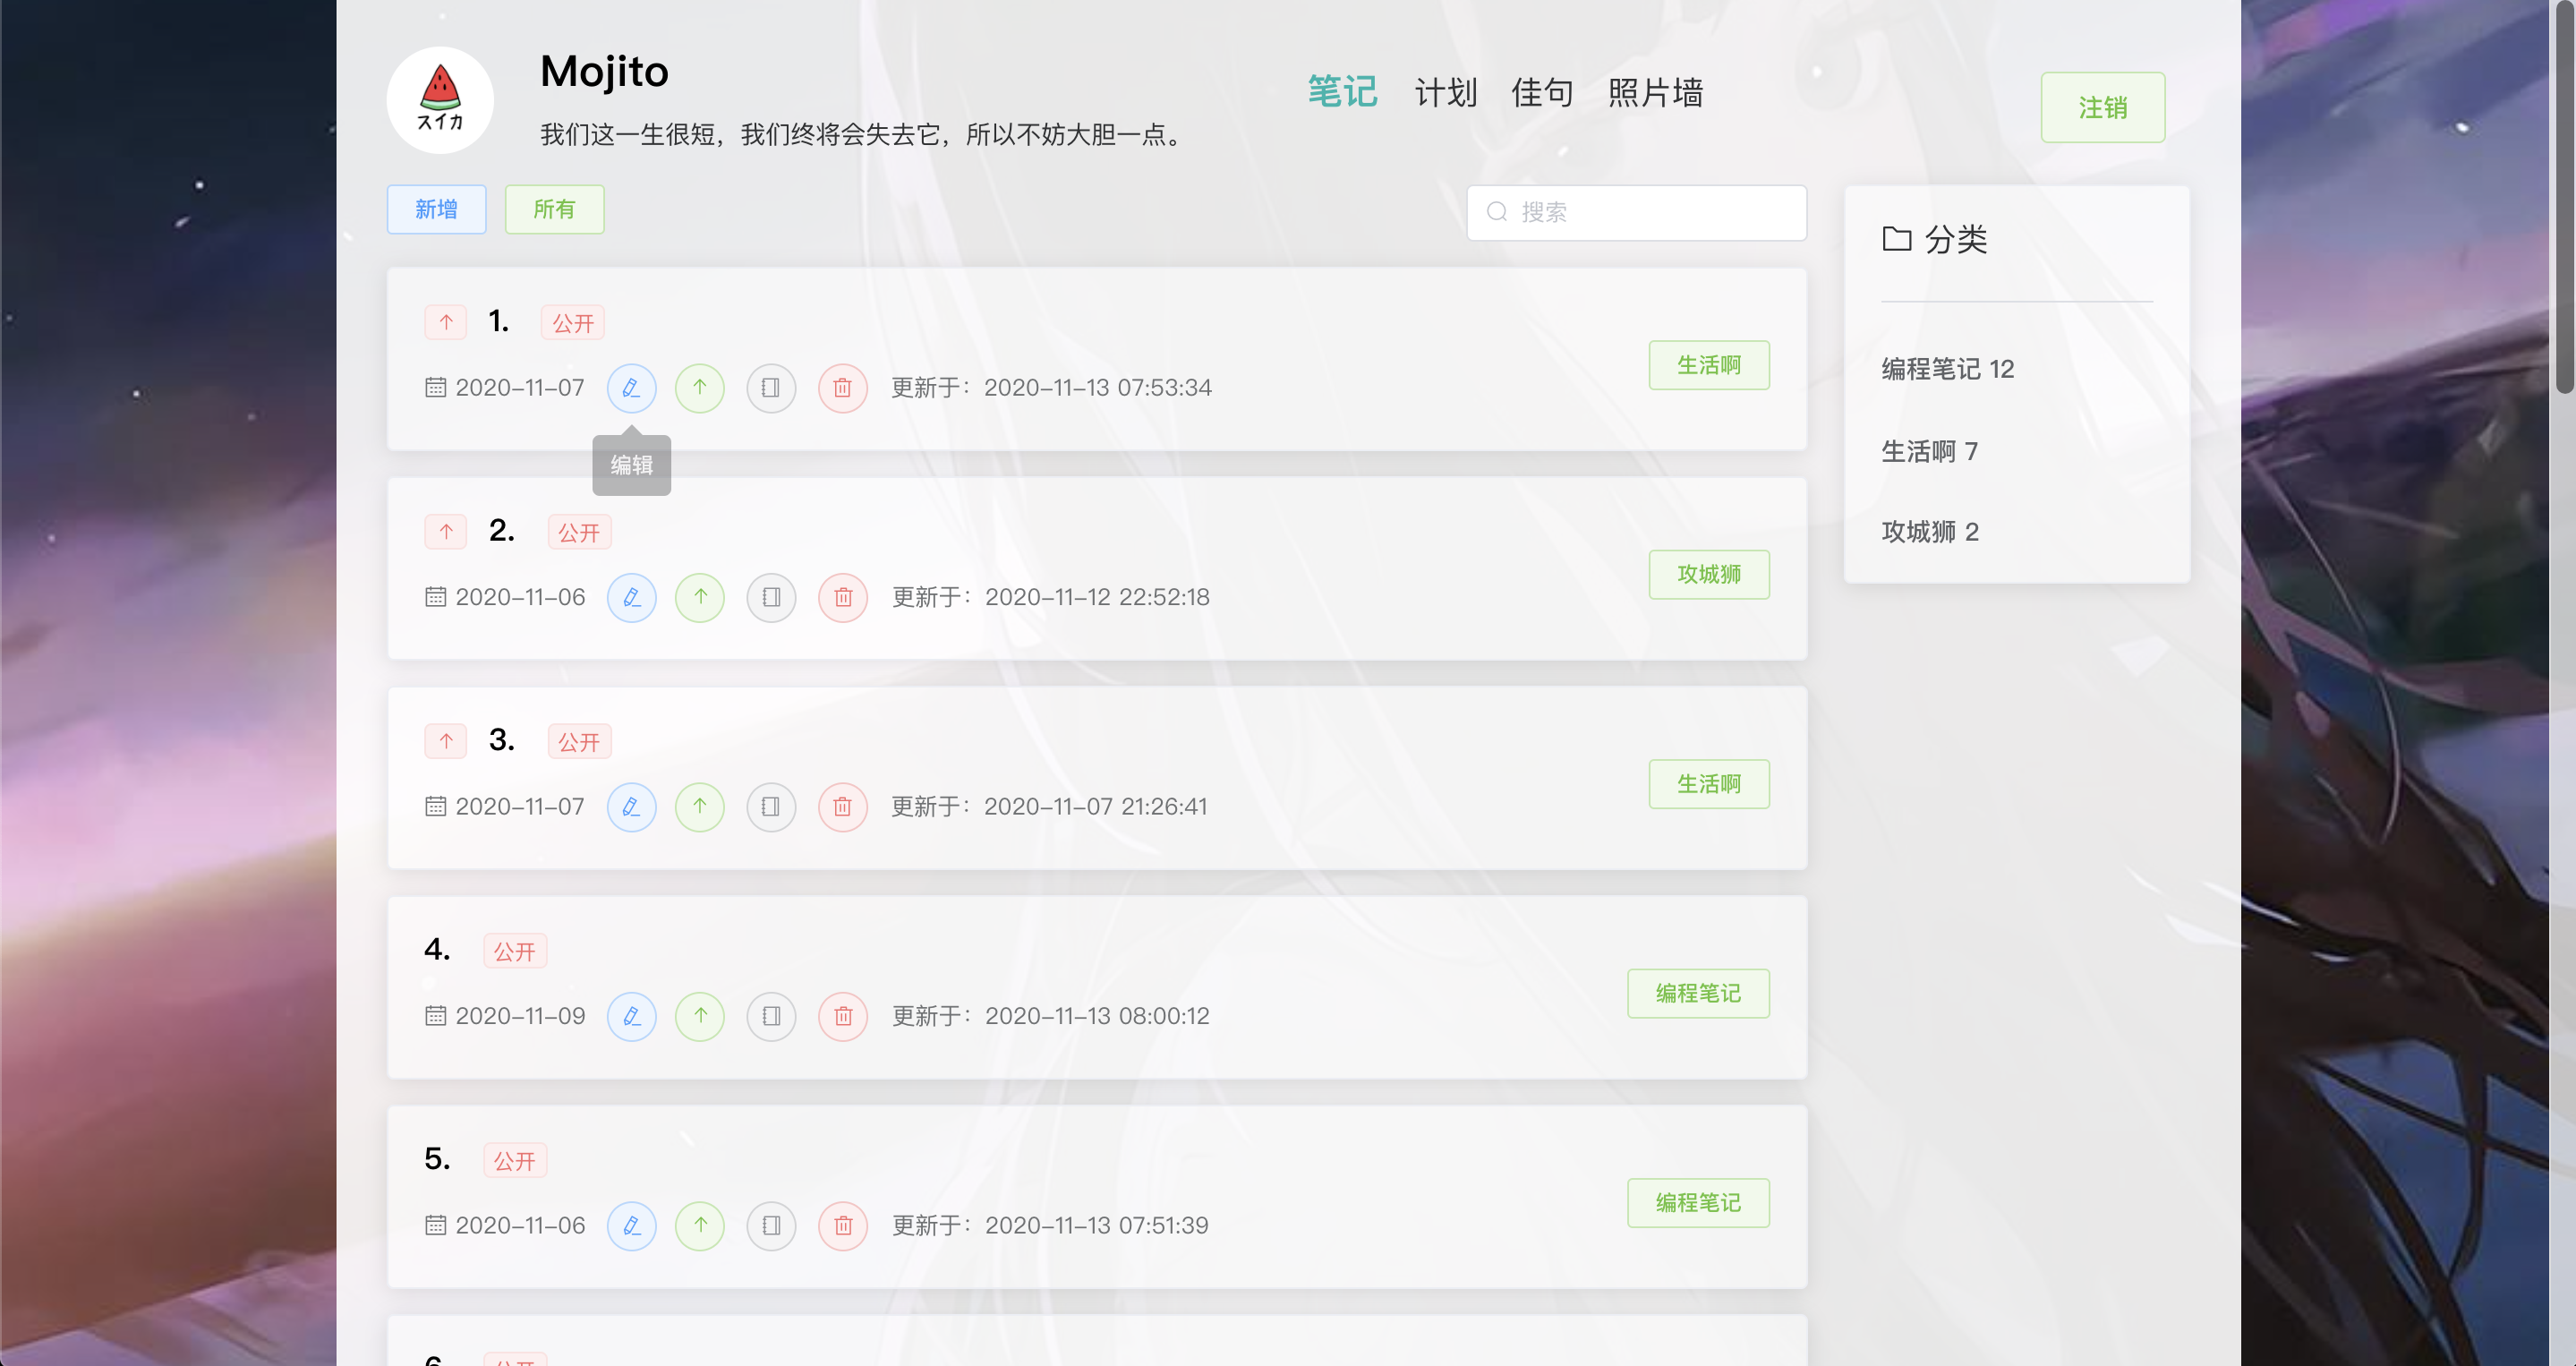 Mojito
スイカ
我们这一生很短，我们终将会失去它，所以不妨大胆一点。
笔记 计划 佳句 照片墙
注销
新增 所有
搜索
分类
编程笔记 12
生活啊 7
攻城狮 2
1. 公开
2020-11-07 更新于：2020-11-13 07:53:34
生活啊
编辑
2. 公开
2020-11-06 更新于：2020-11-12 22:52:18
攻城狮
3. 公开
2020-11-07 更新于：2020-11-07 21:26:41
生活啊
4. 公开
2020-11-09 更新于：2020-11-13 08:00:12
编程笔记
5. 公开
2020-11-06 更新于：2020-11-13 07:51:39
编程笔记